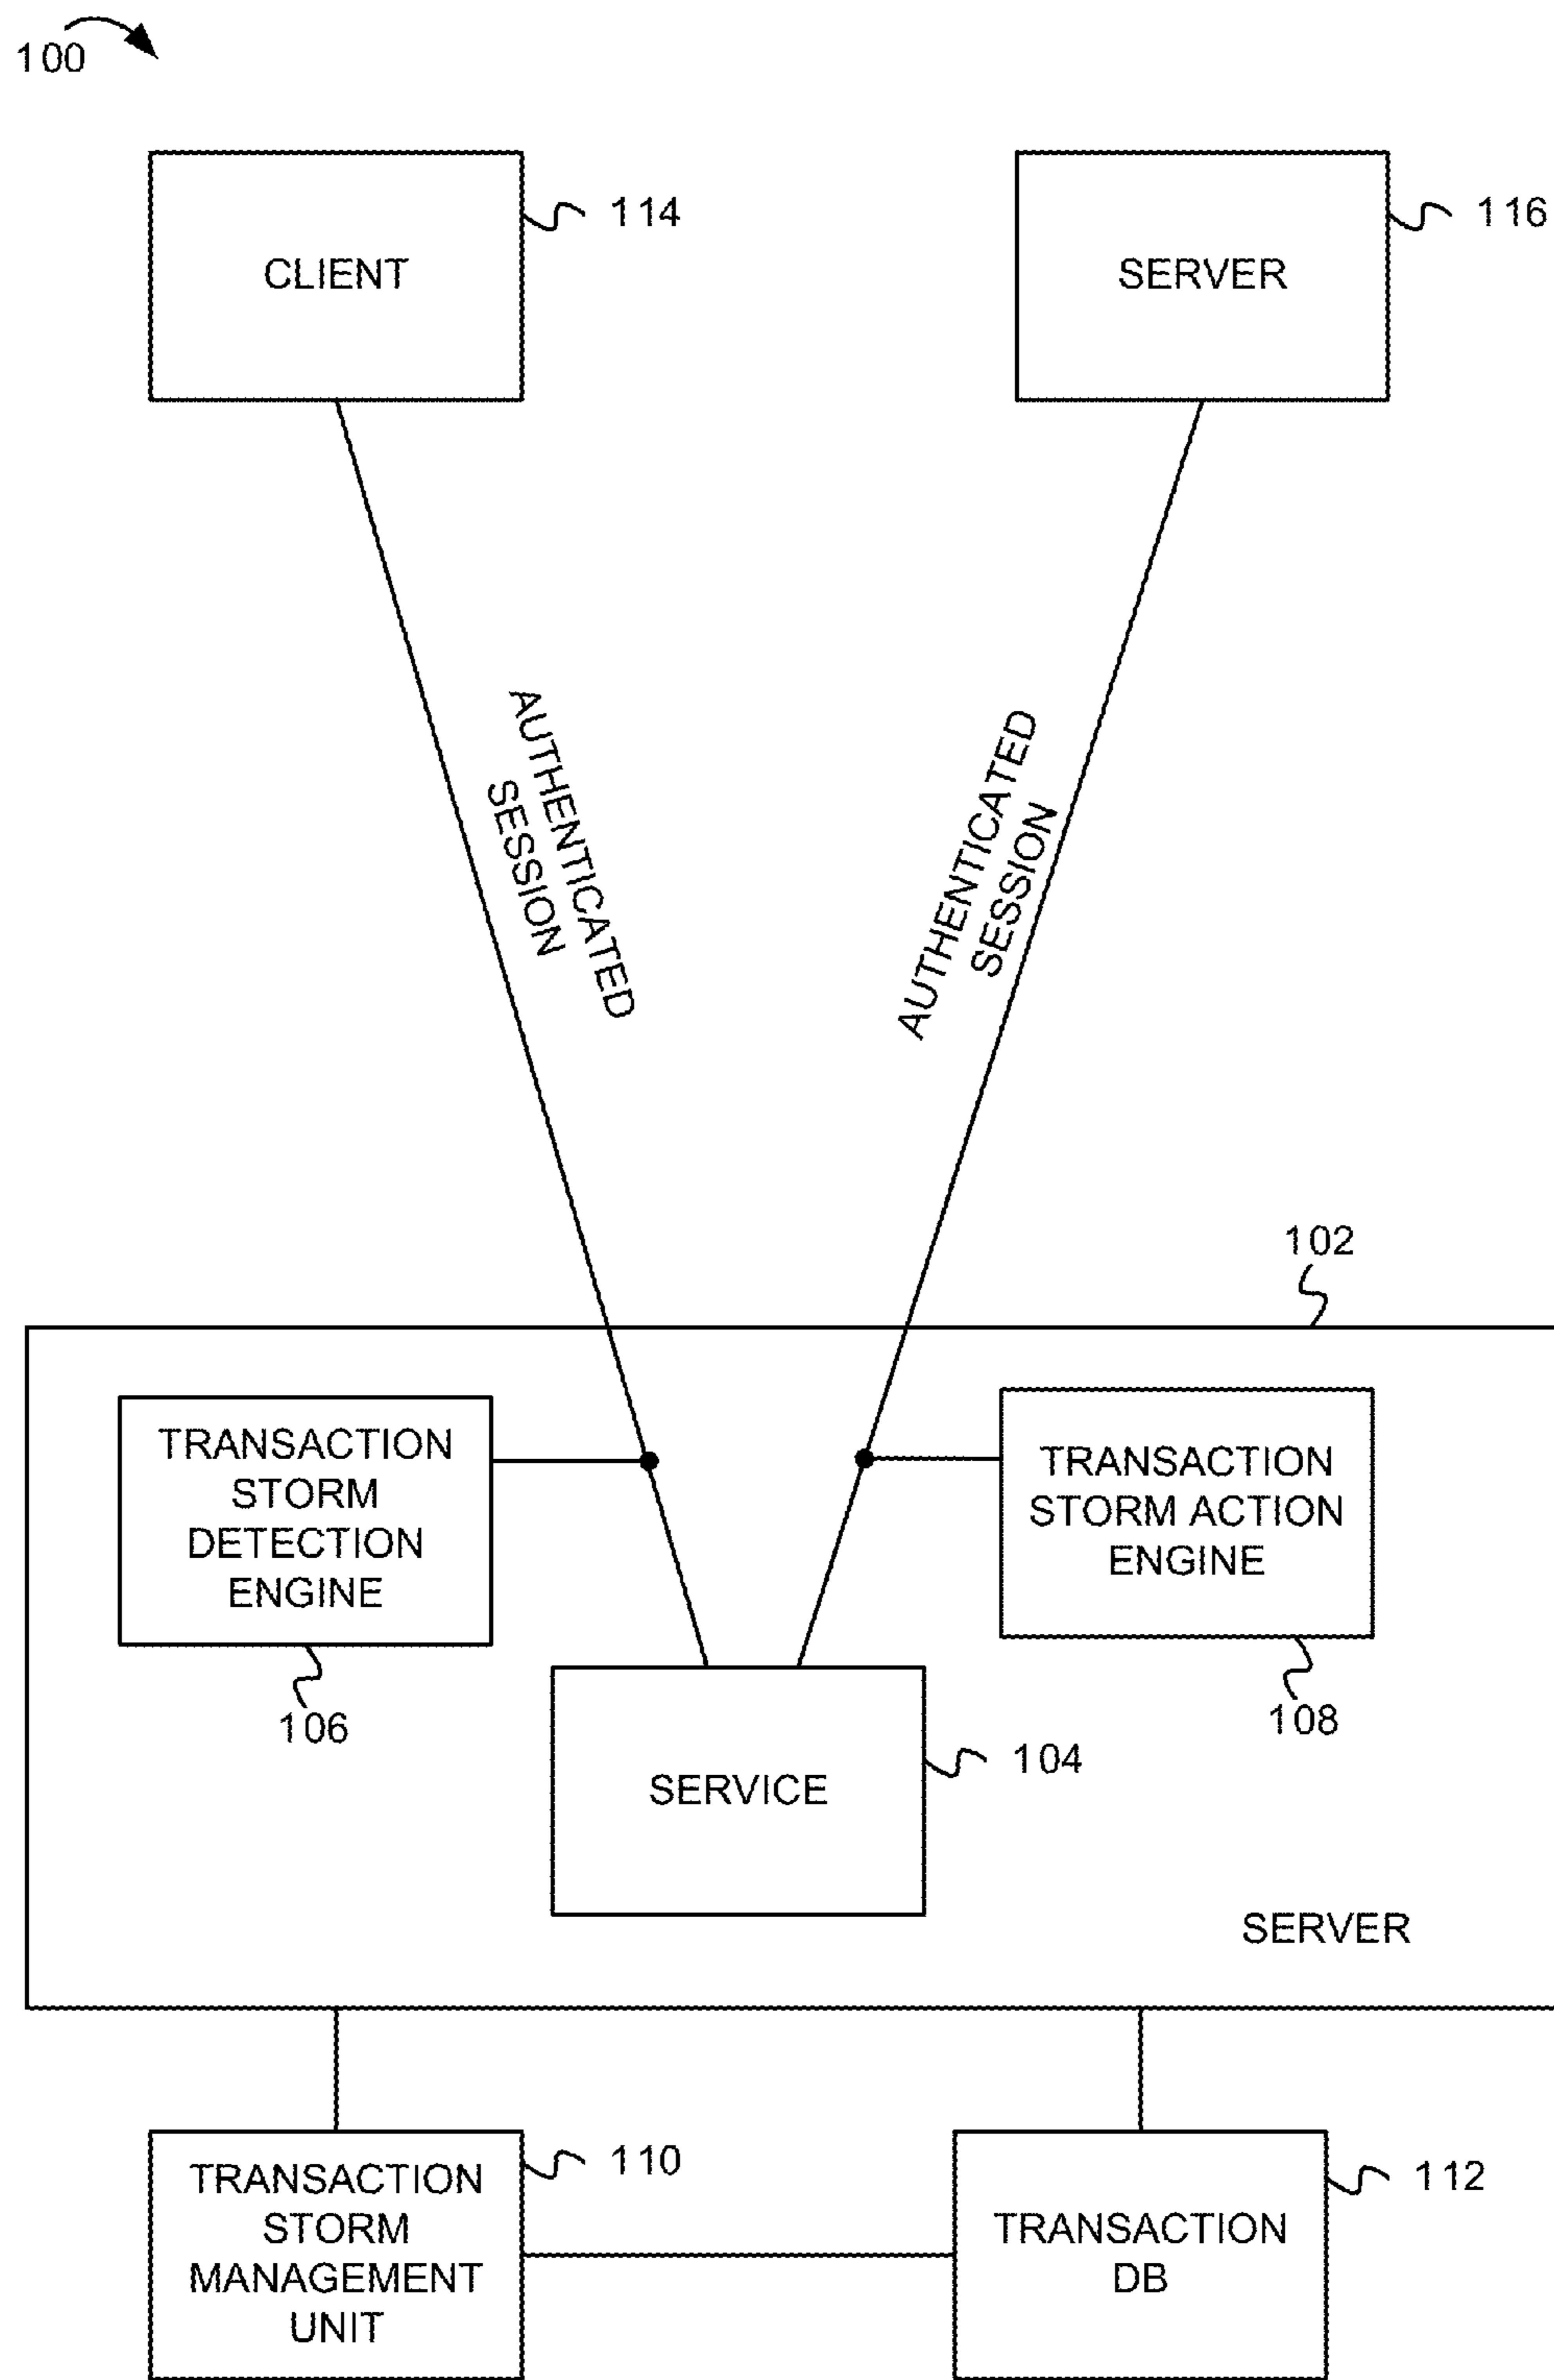 100
114
116
CLIENT
SERVER
AUTHENTICATED
SESSION
AUTHENTICATED
SESSION
102
TRANSACTION
STORM
DETECTION
ENGINE
TRANSACTION
STORM ACTION
ENGINE
106
108
104
SERVICE
SERVER
110
TRANSACTION
STORM
MANAGEMENT
UNIT
112
TRANSACTION
DB